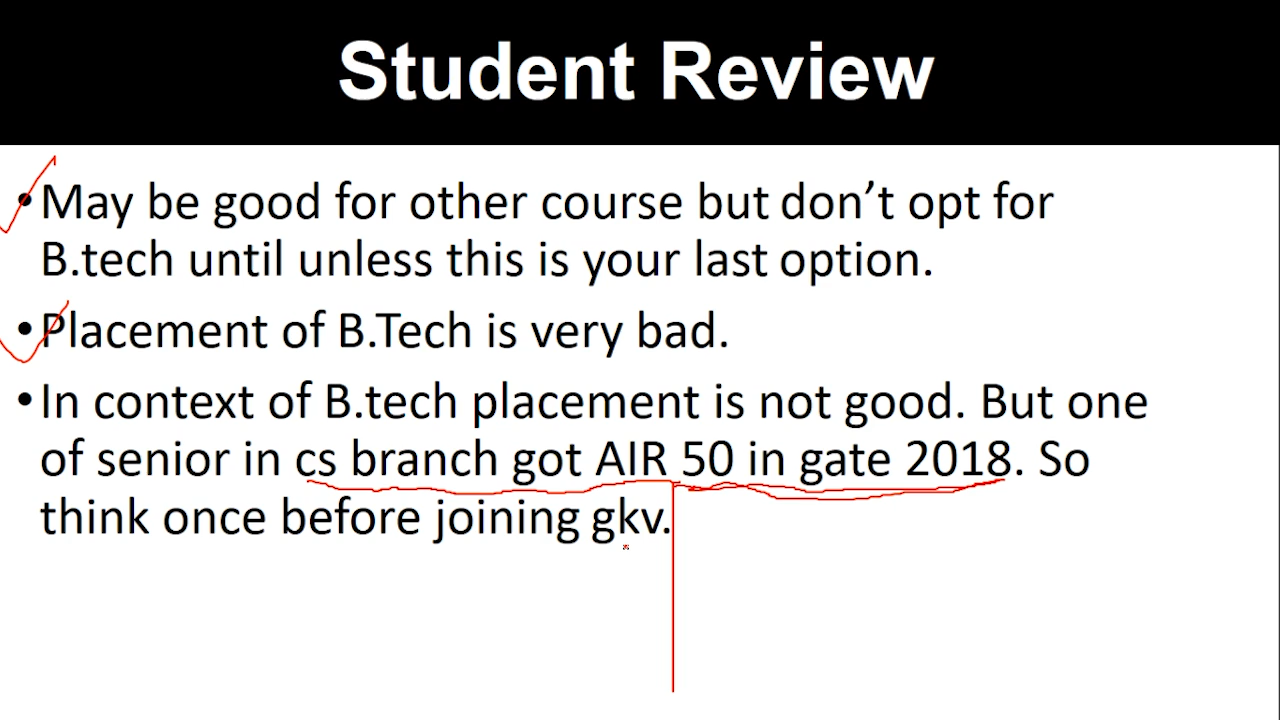 Student Review
• May be good for other course but don’t opt for
B.tech until unless this is your last option.
• Placement of B.Tech is very bad.
• In context of B.tech placement is not good. But one
of senior in cs branch got AIR 50 in gate 2018. So
think once before joining gkv.